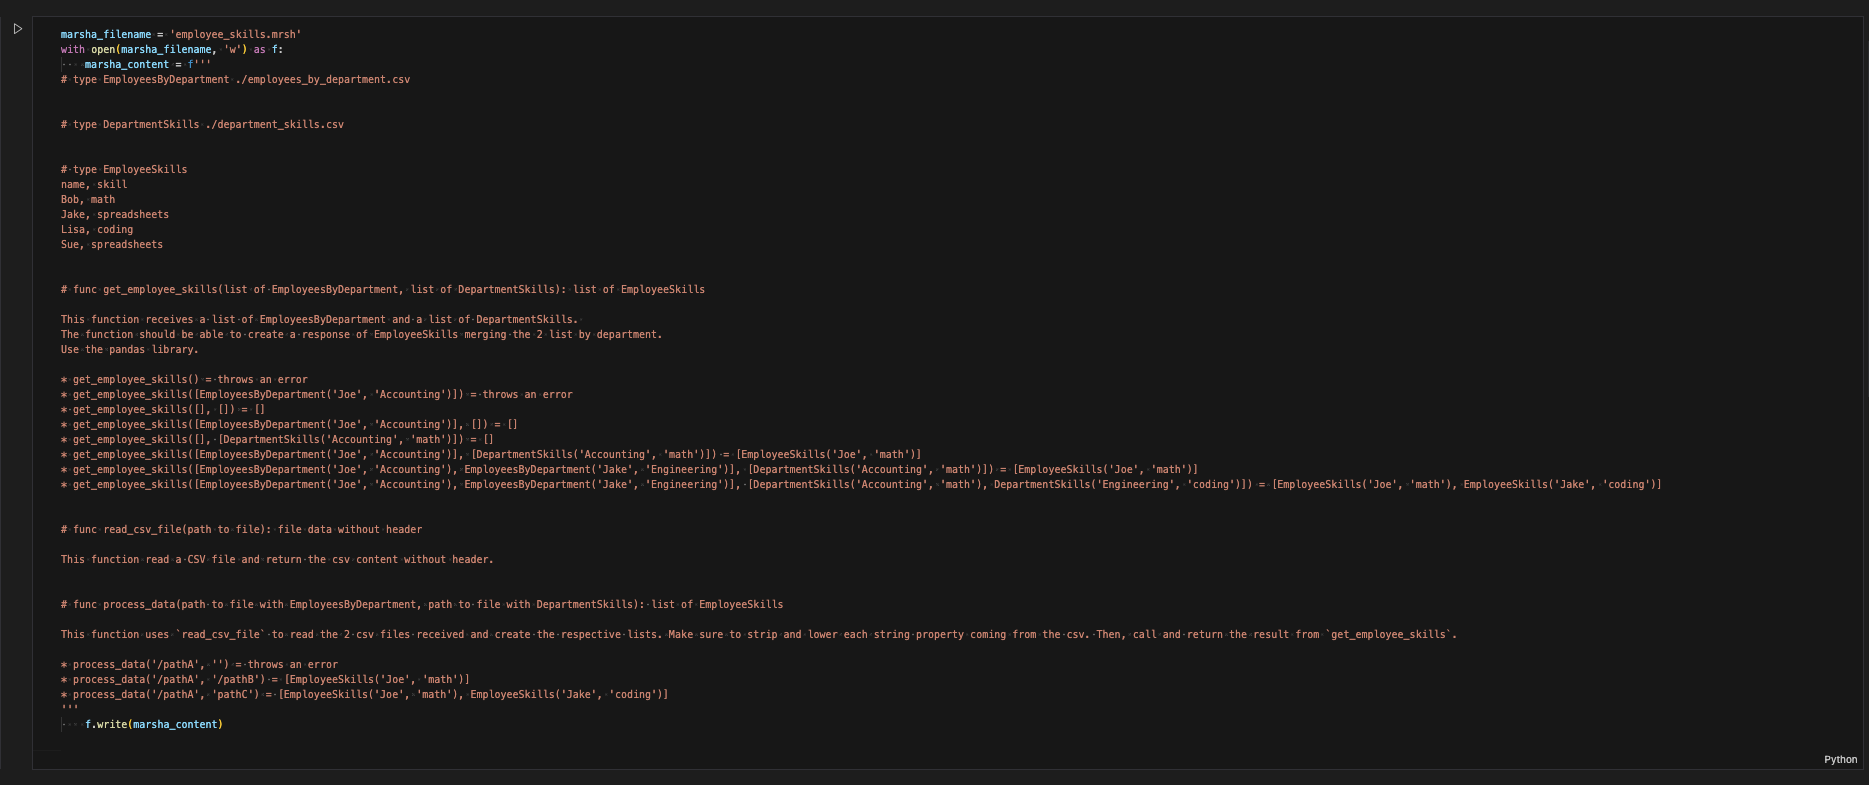 marsha_filename = 'employee_skills.mrsh'
with open(marsha_filename, 'w') as f:
    marsha_content = f'''
# type EmployeesByDepartment ./employees_by_department.csv
# type DepartmentSkills ./department_skills.csv
# type EmployeeSkills
name, skill
Bob, math
Jake, spreadsheets
Lisa, coding
Sue, spreadsheets
# func get_employee_skills(list of EmployeesByDepartment, list of DepartmentSkills): list of EmployeeSkills
This function receives a list of EmployeesByDepartment and a list of DepartmentSkills.
The function should be able to create a response of EmployeeSkills merging the 2 list by department.
Use the pandas library.
* get_employee_skills() = throws an error
* get_employee_skills([EmployeesByDepartment('Joe', 'Accounting')]) = throws an error
* get_employee_skills([], []) = []
* get_employee_skills([EmployeesByDepartment('Joe', 'Accounting')], []) = []
* get_employee_skills([], [DepartmentSkills('Accounting', 'math')]) = []
* get_employee_skills([EmployeesByDepartment('Joe', 'Accounting')], [DepartmentSkills('Accounting', 'math')]) = [EmployeeSkills('Joe', 'math')]
* get_employee_skills([EmployeesByDepartment('Joe', 'Accounting'), EmployeesByDepartment('Jake', 'Engineering')], [DepartmentSkills('Accounting', 'math')]) = [EmployeeSkills('Joe', 'math')]
* get_employee_skills([EmployeesByDepartment('Joe', 'Accounting'), EmployeesByDepartment('Jake', 'Engineering')], [DepartmentSkills('Accounting', 'math'), DepartmentSkills('Engineering', 'coding')]) = [EmployeeSkills('Joe', 'math'), EmployeeSkills('Jake', 'coding')]
# func read_csv_file(path to file): file data without header
This function read a CSV file and return the csv content without header.
# func process_data(path to file with EmployeesByDepartment, path to file with DepartmentSkills): list of EmployeeSkills
This function uses `read_csv_file` to read the 2 csv files received and create the respective lists. Make sure to strip and lower each string property coming from the csv. Then, call and return the result from `get_employee_skills`.
* process_data('/pathA', '') = throws an error
* process_data('/pathA', '/pathB') = [EmployeeSkills('Joe', 'math')]
* process_data('/pathA', 'pathC') = [EmployeeSkills('Joe', 'math'), EmployeeSkills('Jake', 'coding')]
'''
    f.write(marsha_content)
Python